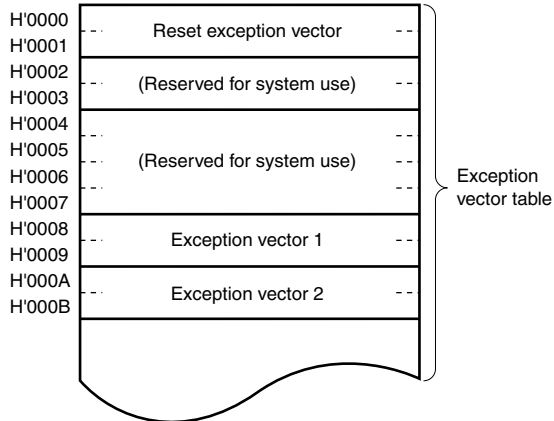 H'0000
Reset exception vector
H'0001
H'0002
(Reserved for system use)
H'0003
H'0004
H'0005
(Reserved for system use)
H'0006
H'0007
H'0008
Exception vector 1
H'0009
H'000A
Exception vector 2
H'000B
Exception
vector table